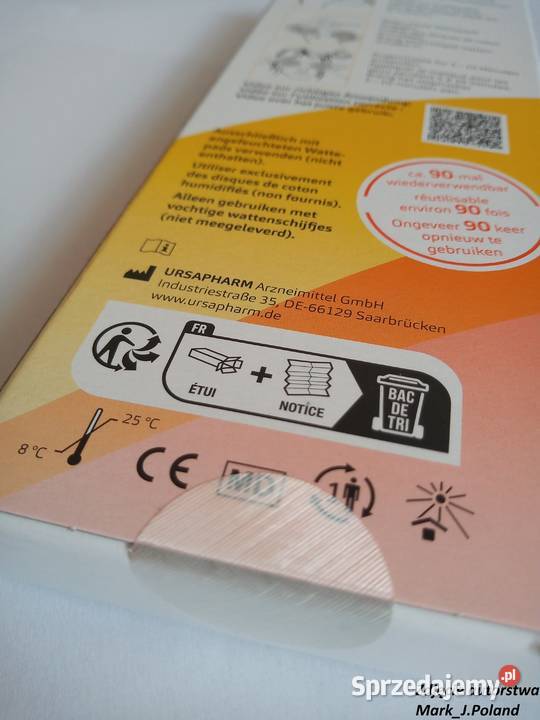 Ausschließlich mit
angefeuchteten Watte-
pads verwenden (nicht
enthalten).
Utiliser exclusivement
des disques de coton
humidifiés (non fournis).
Alleen gebruiken met
vochtige wattenschijfjes
(niet meegeleverd).
ca. 90-mal
wiederverwendbar
réutilisable
environ 90 fois
Ongeveer 90 keer
opnieuw te
gebruiken
URSAPHARM Arzneimittel GmbH
Industriestraße 35, DE-66129 Saarbrücken
www.ursapharm.de
FR
ÉTUI
+
NOTICE
BAC
DE
TRI
8 °C
25 °C
CE
MD
1
Sprzedajemy.pl
Mark_J.Poland